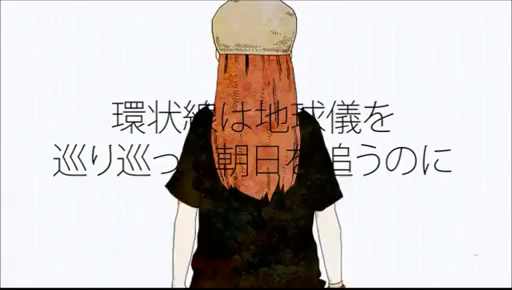 環状線は地球儀を
巡り巡っ 朝日を追うのに